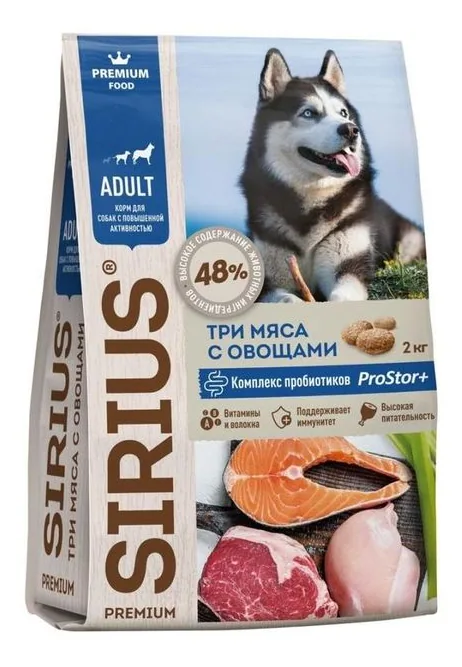 PREMIUM
FOOD
ADULT
КОРМ ДЛЯ
СОБАК С ПОВЫШЕННОЙ
АКТИВНОСТЬЮ
SIRIUS®
PREMIUM
ВЫСОКОЕ СОДЕРЖАНИЕ ЖИВОТНЫХ ИНГРЕДИЕНТОВ
48%
ТРИ МЯСА
С ОВОЩАМИ
2 кг
Комплекс пробиотиков ProStor+
Витамины
и волокна
Поддерживает
иммунитет
Высокая
питательность
SIRIUS
ТРИ МЯСА С ОВОЩАМИ
PREMIUM